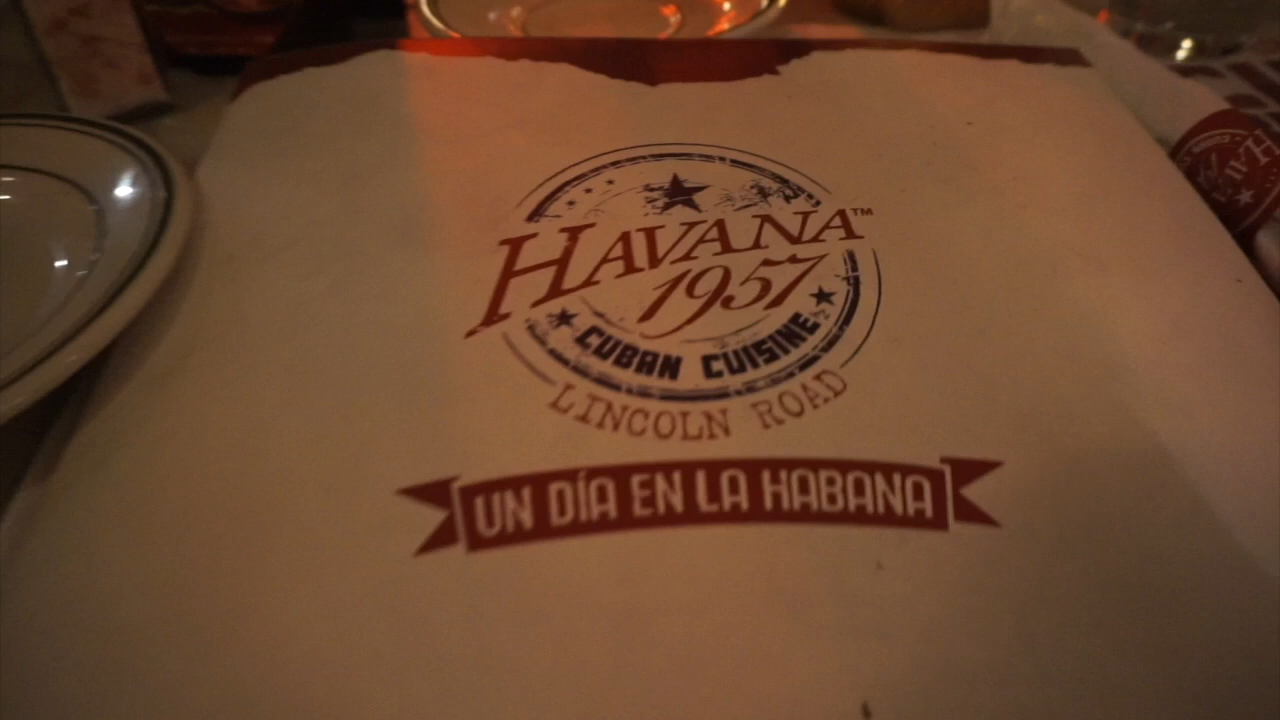 HAVANA™
1957
CUBAN CUISINE
LINCOLN ROAD
UN DÍA EN LA HABANA